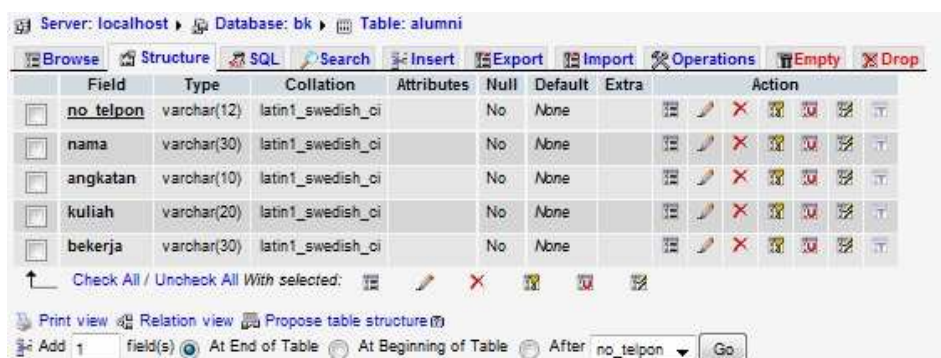 Server: localhost ▸ Database: bk ▸ Table: alumni
Browse Structure SQL Search Insert Export Import Operations Empty Drop
Field Type Collation Attributes Null Default Extra Action
no_telpon varchar(12) latin1_swedish_ci No None
nama varchar(30) latin1_swedish_ci No None
angkatan varchar(10) latin1_swedish_ci No None
kuliah varchar(20) latin1_swedish_ci No None
bekerja varchar(30) latin1_swedish_ci No None
Check All / Uncheck All With selected:
Print view Relation view Propose table structure
Add 1 field(s) At End of Table At Beginning of Table After no_telpon Go